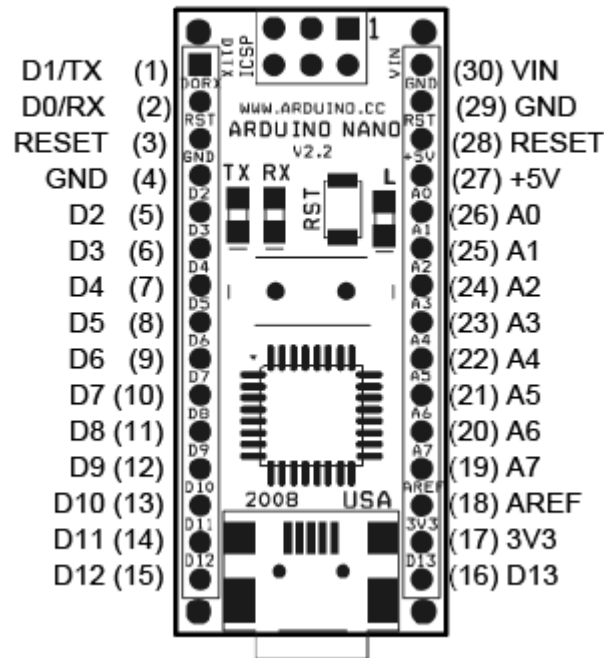 D1/TX (1)
D0/RX (2)
RESET (3)
GND (4)
D2 (5)
D3 (6)
D4 (7)
D5 (8)
D6 (9)
D7 (10)
D8 (11)
D9 (12)
D10 (13)
D11 (14)
D12 (15)
D1TX
ICSP
1
VIN
DORX
RST
GND
D2
D3
D4
D5
D6
D7
D8
D9
D10
D11
D12
WWW.ARDUINO.CC
ARDUINO NANO
V2.2
TX RX
RST
L
2008 USA
GND
RST
+5V
A0
A1
A2
A3
A4
A5
A6
A7
AREF
3V3
D13
(30) VIN
(29) GND
(28) RESET
(27) +5V
(26) A0
(25) A1
(24) A2
(23) A3
(22) A4
(21) A5
(20) A6
(19) A7
(18) AREF
(17) 3V3
(16) D13